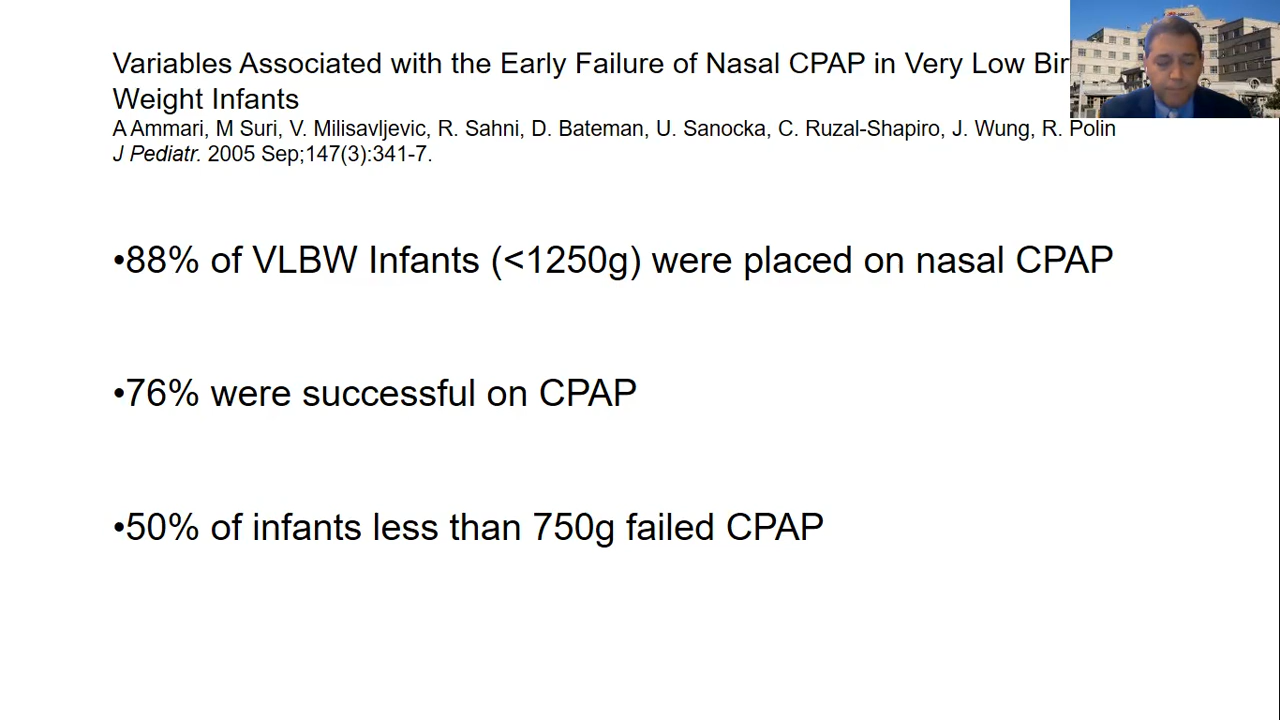 Variables Associated with the Early Failure of Nasal CPAP in Very Low Bir
Weight Infants
A Ammari, M Suri, V. Milisavljevic, R. Sahni, D. Bateman, U. Sanocka, C. Ruzal-Shapiro, J. Wung, R. Polin
J Pediatr. 2005 Sep;147(3):341-7.
•88% of VLBW Infants (<1250g) were placed on nasal CPAP
•76% were successful on CPAP
•50% of infants less than 750g failed CPAP